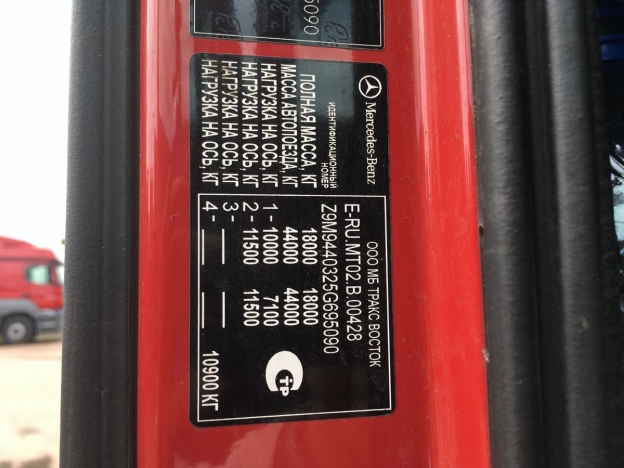 5090
Mercedes-Benz
ООО МБ ТРАКС ВОСТОК
E-RU.MT02.B.00428
ИДЕНТИФИКАЦИОННЫЙ НОМЕР Z9M9440325G695090
ПОЛНАЯ МАССА, КГ 18000 18000
МАССА АВТОПОЕЗДА, КГ 44000 44000
НАГРУЗКА НА ОСЬ, КГ 1 - 10000 7100
НАГРУЗКА НА ОСЬ, КГ 2 - 11500 11500
НАГРУЗКА НА ОСЬ, КГ 3 -
НАГРУЗКА НА ОСЬ, КГ 4 - 10900 КГ